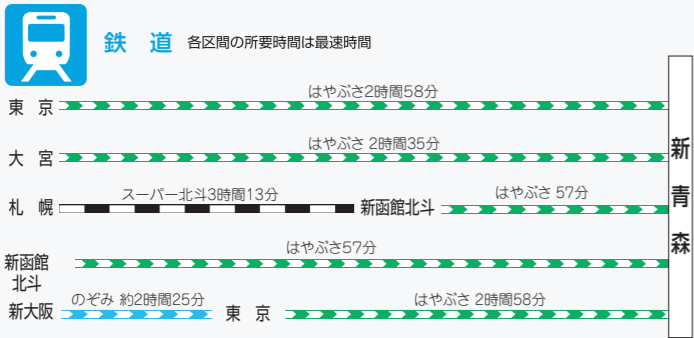 鉄 道 各区間の所要時間は最速時間
はやぶさ2時間58分
東 京
はやぶさ 2時間35分
大 宮
スーパー北斗3時間13分
はやぶさ 57分
札 幌
新函館北斗
はやぶさ57分
新函館
北斗
のぞみ 約2時間25分
はやぶさ 2時間58分
新大阪
東 京
新青森